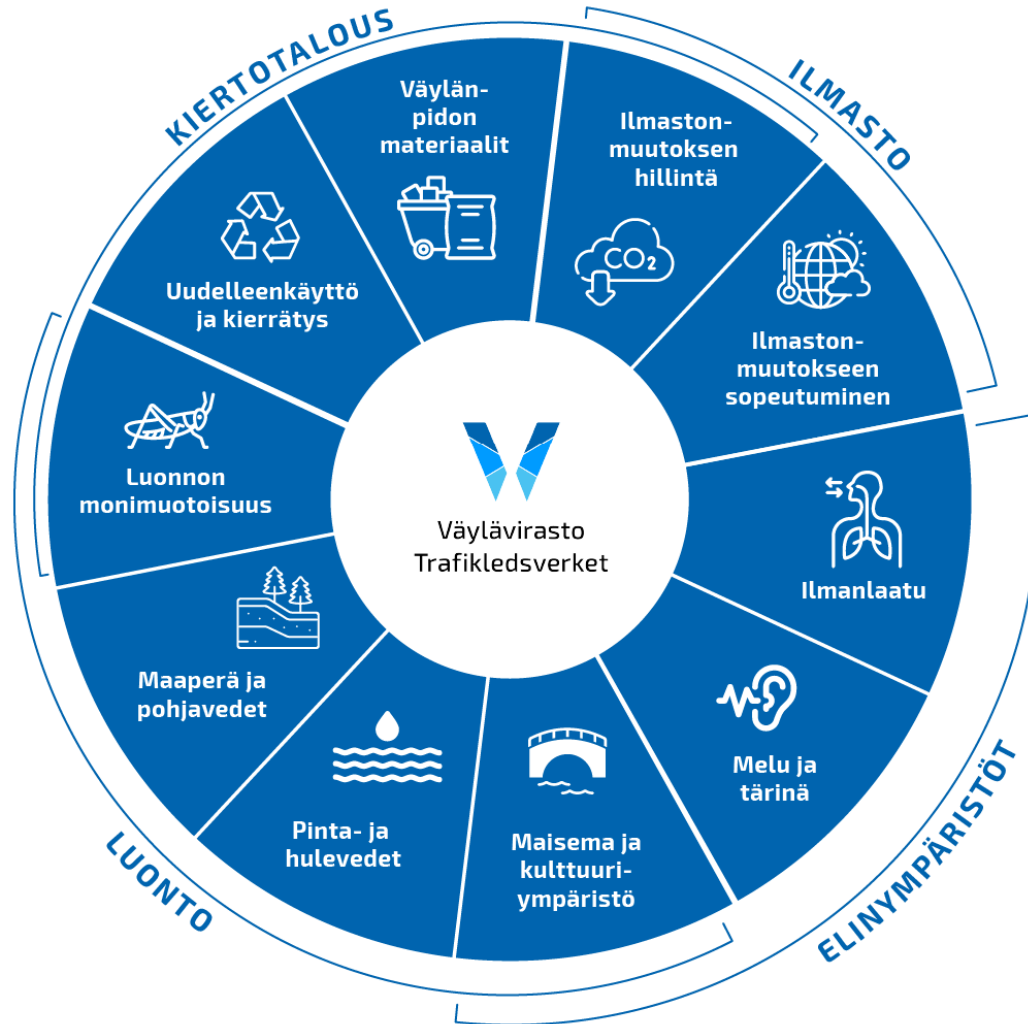 KIERTOTALOUS
ILMASTO
Väylän-
pidon
materiaalit
Ilmaston-
muutoksen
hillintä
CO₂
Uudelleenkäyttö
ja kierrätys
Ilmaston-
muutokseen
sopeutuminen
Luonnon
monimuotoisuus
Väylävirasto
Trafikledsverket
Ilmanlaatu
Maaperä ja
pohjavedet
Melu ja
tärinä
Pinta- ja
hulevedet
Maisema ja
kulttuuri-
ympäristö
LUONTO
ELINYMPÄRISTÖT